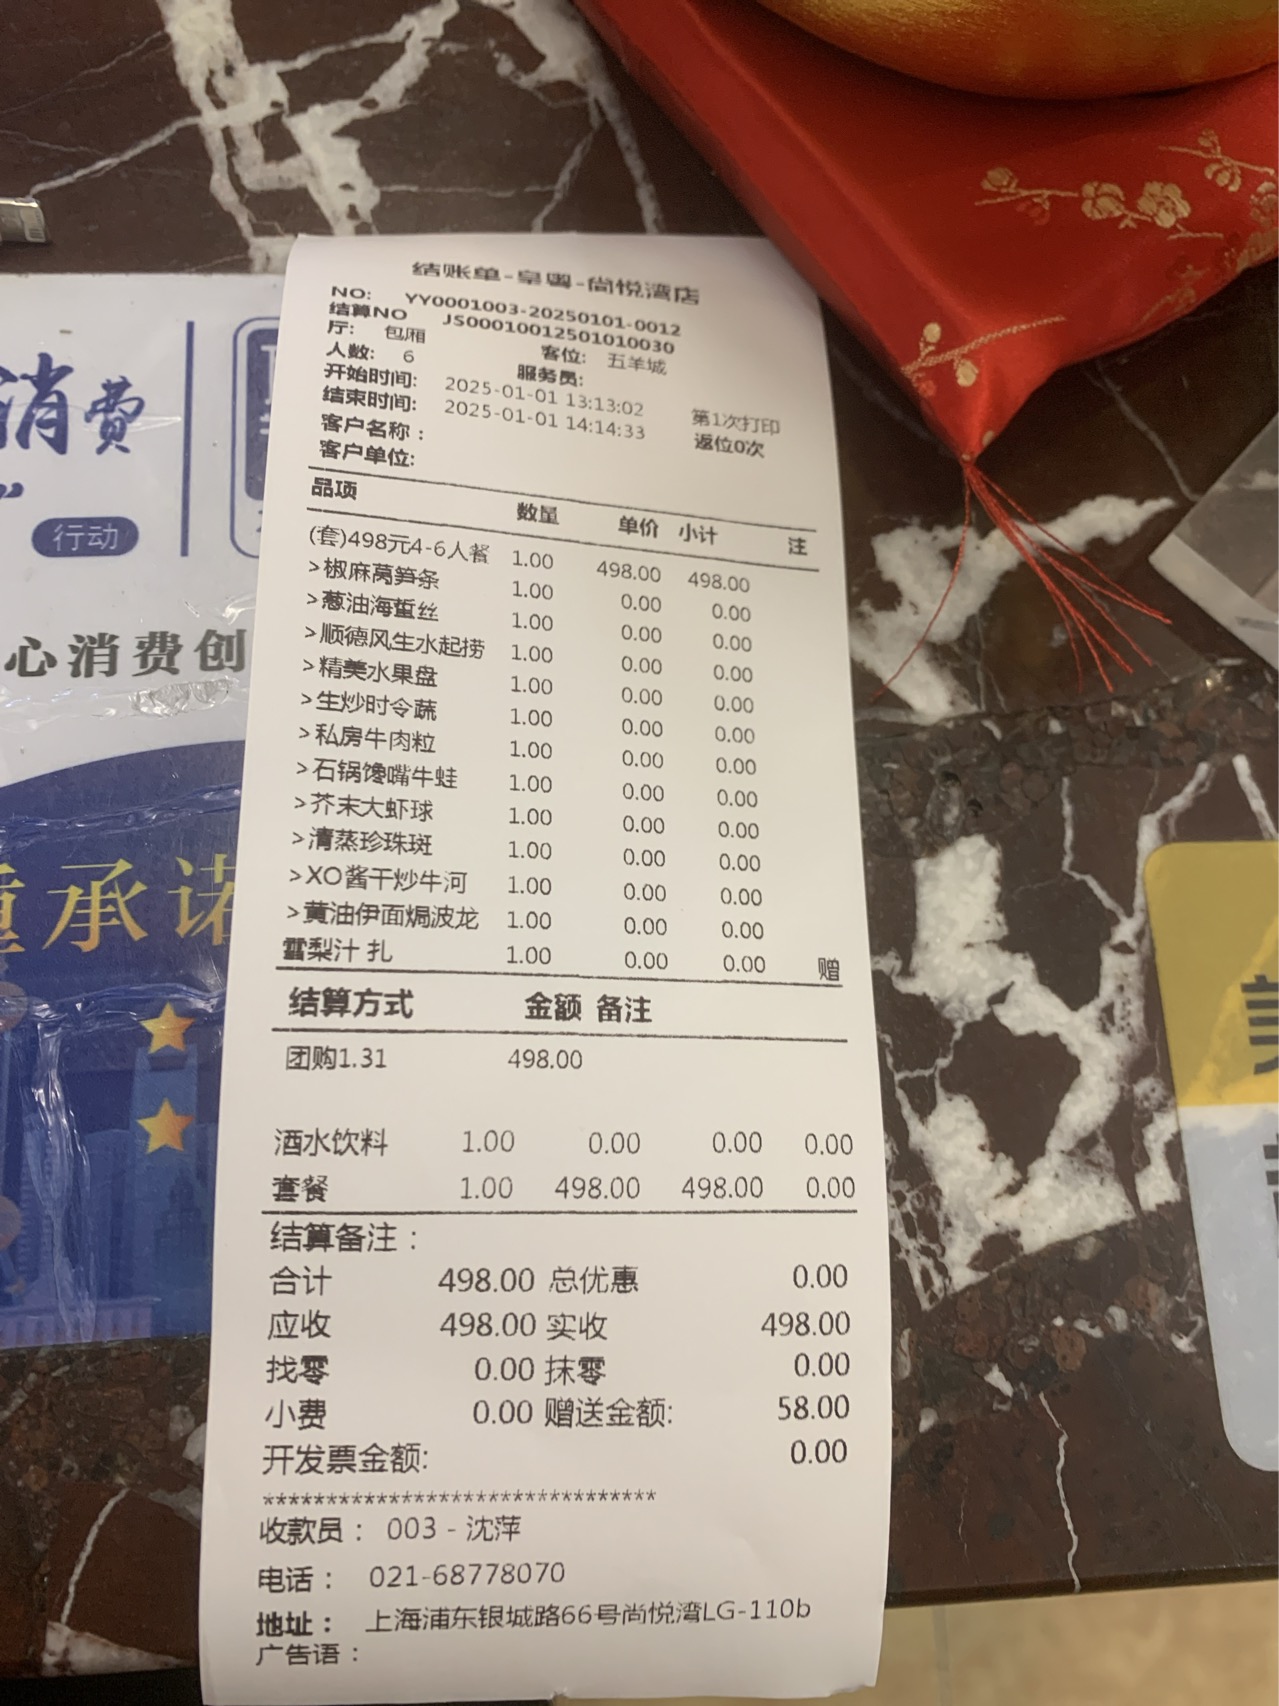 结账单-皇粤-尚悦湾店
NO: YY0001003-20250101-0012
结算NO JS00010012501010030
厅: 包厢 客位: 五羊城
人数: 6 服务员:
开始时间: 2025-01-01 13:13:02 第1次打印
结束时间: 2025-01-01 14:14:33 返位0次
客户名称:
客户单位:
品项 数量 单价 小计 注
(套)498元4-6人餐 1.00 498.00 498.00
>椒麻莴笋条 1.00 0.00 0.00
>葱油海蜇丝 1.00 0.00 0.00
>顺德风生水起捞 1.00 0.00 0.00
>精美水果盘 1.00 0.00 0.00
>生炒时令蔬 1.00 0.00 0.00
>私房牛肉粒 1.00 0.00 0.00
>石锅馋嘴牛蛙 1.00 0.00 0.00
>芥末大虾球 1.00 0.00 0.00
>清蒸珍珠斑 1.00 0.00 0.00
>XO酱干炒牛河 1.00 0.00 0.00
>黄油伊面焗波龙 1.00 0.00 0.00
雪梨汁 扎 1.00 0.00 0.00 赠
结算方式 金额 备注
团购1.31 498.00
酒水饮料 1.00 0.00 0.00 0.00
套餐 1.00 498.00 498.00 0.00
结算备注:
合计 498.00 总优惠 0.00
应收 498.00 实收 498.00
找零 0.00 抹零 0.00
小费 0.00 赠送金额: 58.00
开发票金额: 0.00
*******************************
收款员: 003 - 沈萍
电话: 021-68778070
地址: 上海浦东银城路66号尚悦湾LG-110b
广告语:
消费
行动
心消费创
承诺